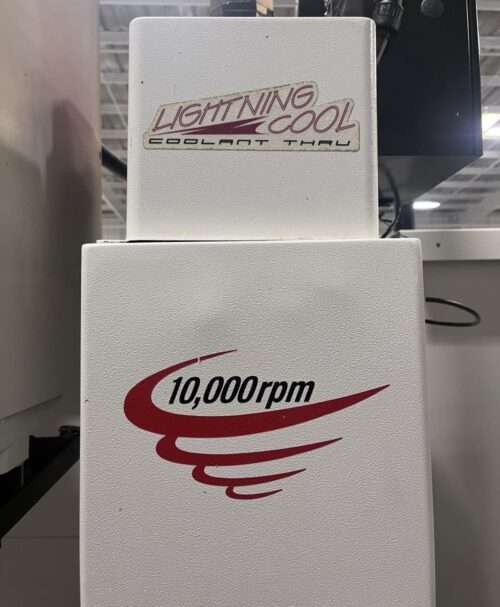 LIGHTNING
COOL
COOLANT THRU
10,000rpm